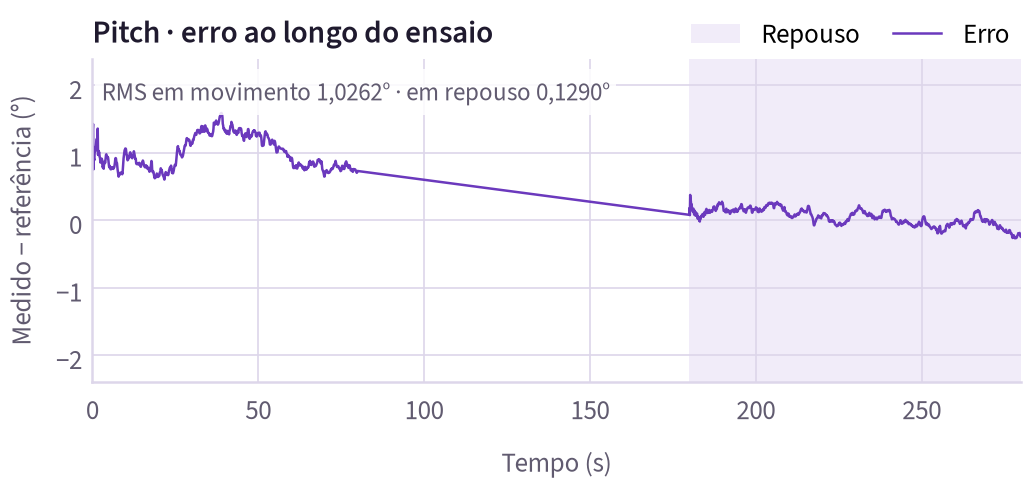 Pitch · erro ao longo do ensaio
Repouso
Erro
RMS em movimento 1,0262° · em repouso 0,1290°
Medido − referência (°)
2
1
0
−1
−2
0
50
100
150
200
250
Tempo (s)